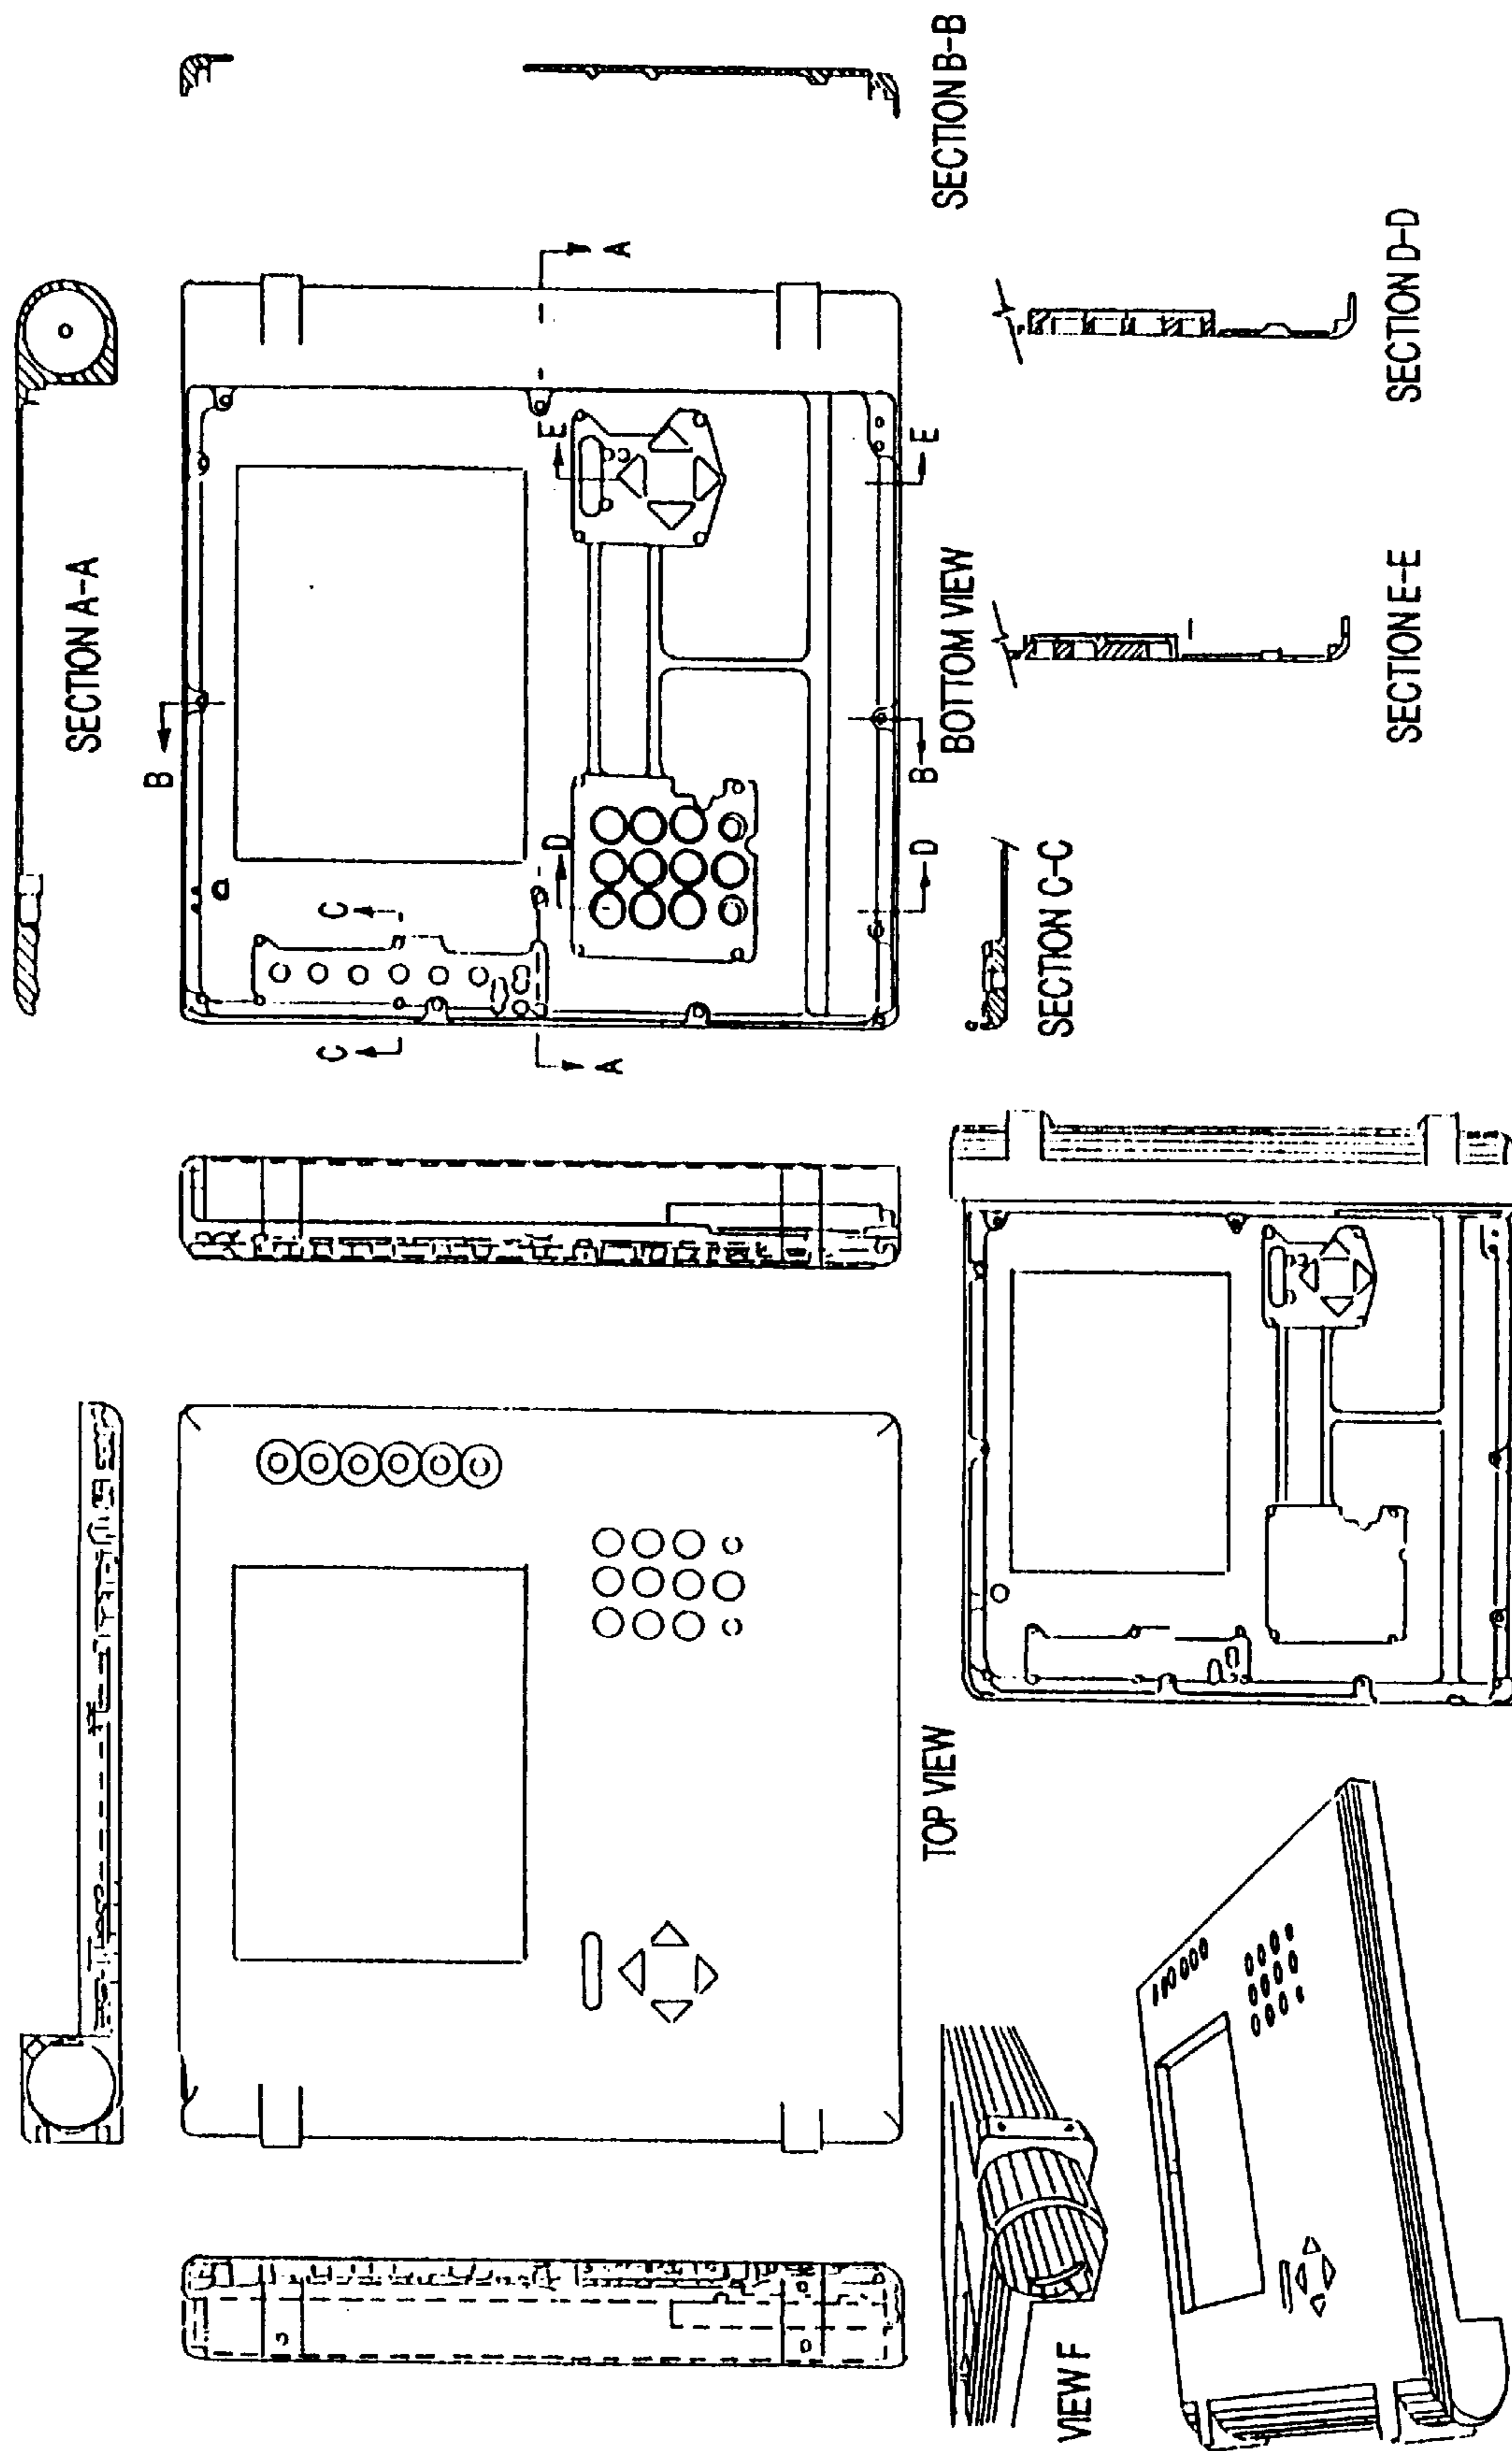 SECTION A-A
B
C
C
D
E
A
A
D
B
E
TOP VIEW
BOTTOM VIEW
SECTION B-B
VIEW F
SECTION C-C
SECTION E-E
SECTION D-D